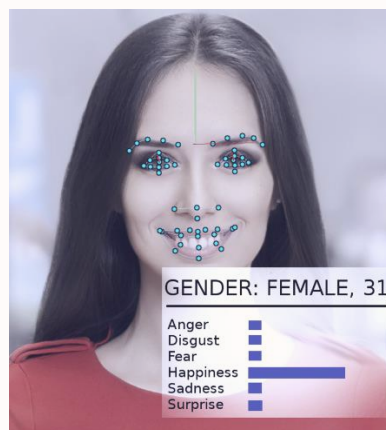 GENDER: FEMALE, 31
Anger
Disgust
Fear
Happiness
Sadness
Surprise